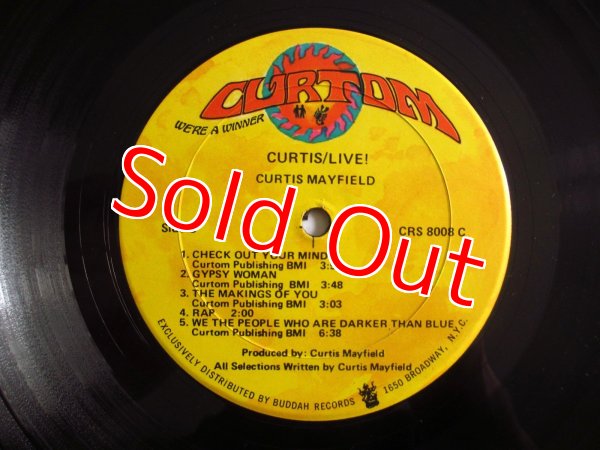 CURTOM
WE'RE A WINNER
CURTIS/LIVE!
CURTIS MAYFIELD
Sold Out
CRS 8008 C
1. CHECK OUT YOUR MIND
Curtom Publishing BMI
2. GYPSY WOMAN
Curtom Publishing BMI 3:48
3. THE MAKINGS OF YOU
Curtom Publishing BMI 3:03
4. RAP 2:00
5. WE THE PEOPLE WHO ARE DARKER THAN BLUE
Curtom Publishing BMI 6:38
Produced by: Curtis Mayfield
All Selections Written by Curtis Mayfield
EXCLUSIVELY DISTRIBUTED BY BUDDAH RECORDS 1650 BROADWAY, N.Y.C.